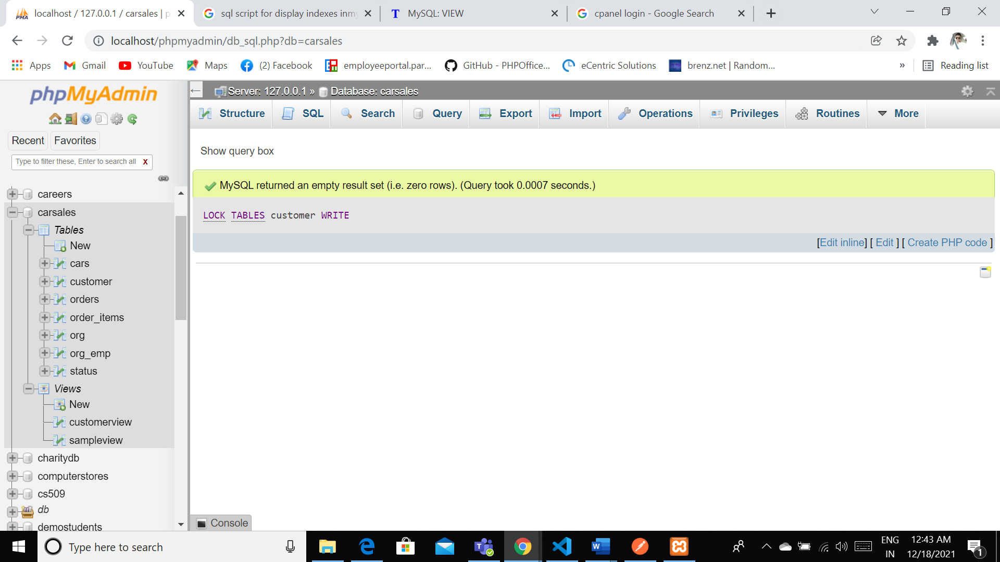 localhost / 127.0.0.1 / carsales | p
sql script for display indexes inmy
MySQL: VIEW
cpanel login - Google Search
localhost/phpmyadmin/db_sql.php?db=carsales
Apps
Gmail
YouTube
Maps
(2) Facebook
employeeportal.par...
GitHub - PHPOffice...
eCentric Solutions
brenz.net | Random...
»
Reading list
phpMyAdmin
Recent
Favorites
Type to filter these, Enter to search all
X
careers
carsales
Tables
New
cars
customer
orders
order_items
org
org_emp
status
Views
New
customerview
sampleview
charitydb
computerstores
cs509
db
demostudents
Server: 127.0.0.1 » Database: carsales
Structure
SQL
Search
Query
Export
Import
Operations
Privileges
Routines
More
Show query box
MySQL returned an empty result set (i.e. zero rows). (Query took 0.0007 seconds.)
LOCK TABLES customer WRITE
[Edit inline] [ Edit ] [ Create PHP code ]
Console
Type here to search
ENG
IN
12:43 AM
12/18/2021
1